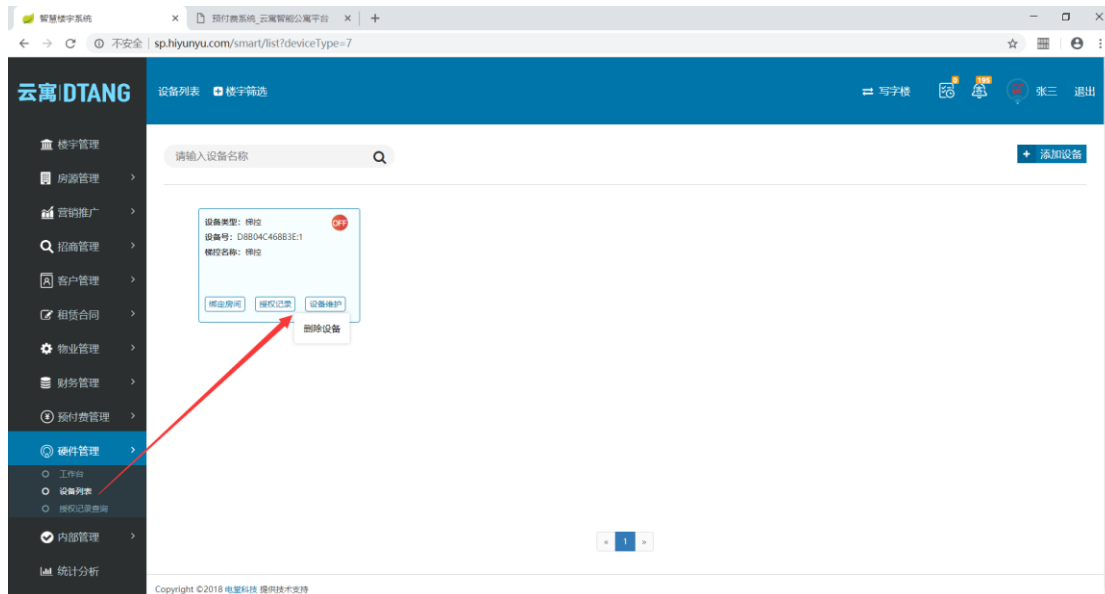 智慧楼宇系统
预付费系统_云寓智能公寓平台
不安全 | sp.hiyunyu.com/smart/list?deviceType=7
云寓|DTANG
设备列表 楼宇筛选
写字楼
0
195
张三 退出
楼宇管理
房源管理
营销推广
招商管理
客户管理
租赁合同
物业管理
财务管理
预付费管理
硬件管理
工作台
设备列表
授权记录查询
内部管理
统计分析
请输入设备名称
+ 添加设备
设备类型：梯控
OFF
设备号：D8B04C468B3E:1
梯控名称：梯控
绑定房间 授权记录 设备维护
删除设备
« 1 »
Copyright ©2018 电堂科技 提供技术支持